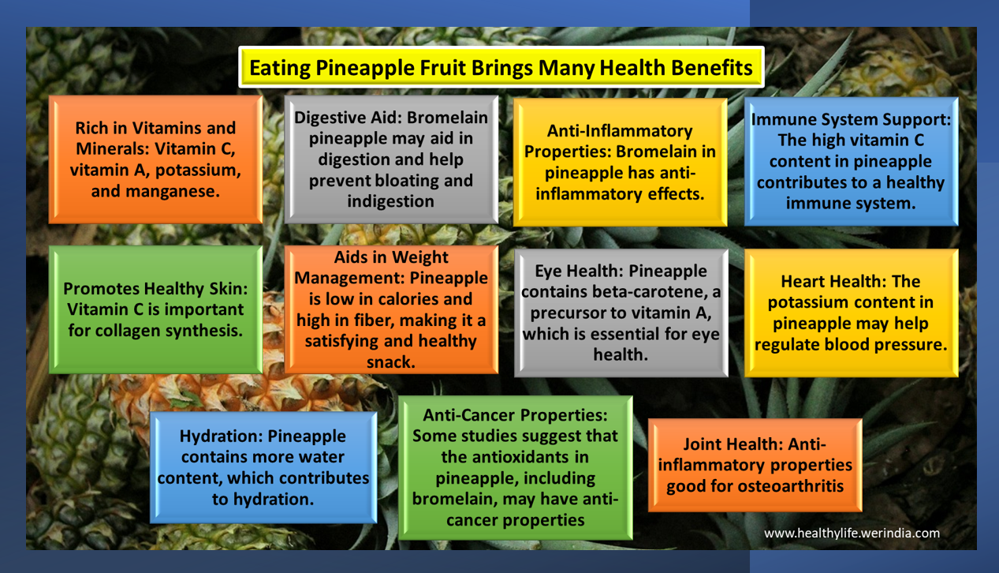 Eating Pineapple Fruit Brings Many Health Benefits
Rich in Vitamins and
Minerals: Vitamin C,
vitamin A, potassium,
and manganese.
Digestive Aid: Bromelain
pineapple may aid in
digestion and help
prevent bloating and
indigestion
Anti-Inflammatory
Properties: Bromelain in
pineapple has anti-
inflammatory effects.
Immune System Support:
The high vitamin C
content in pineapple
contributes to a healthy
immune system.
Promotes Healthy Skin:
Vitamin C is important
for collagen synthesis.
Aids in Weight
Management: Pineapple
is low in calories and
high in fiber, making it a
satisfying and healthy
snack.
Eye Health: Pineapple
contains beta-carotene, a
precursor to vitamin A,
which is essential for eye
health.
Heart Health: The
potassium content in
pineapple may help
regulate blood pressure.
Hydration: Pineapple
contains more water
content, which contributes
to hydration.
Anti-Cancer Properties:
Some studies suggest that
the antioxidants in
pineapple, including
bromelain, may have anti-
cancer properties
Joint Health: Anti-
inflammatory properties
good for osteoarthritis
www.healthylife.werindia.com